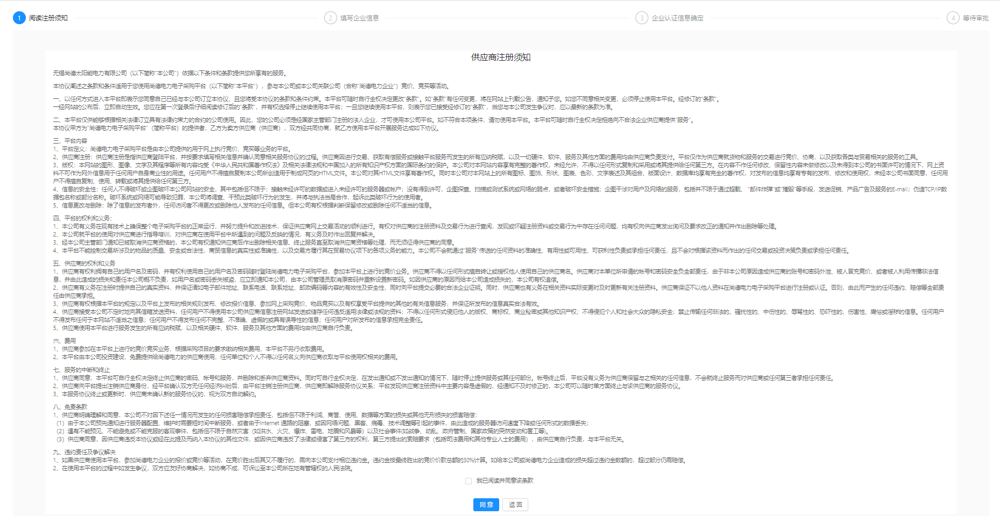 1 阅读注册须知
2 填写企业信息
3 企业认证信息确定
4 等待审批
供应商注册须知
无锡尚德太阳能电力有限公司（以下简称"本公司"）依据以下条件和条款提供您所享有的服务。
本协议阐述之条款和条件适用于您使用尚德电力电子采购平台（以下简称"本平台"），参与本公司或本公司关联公司（合称"尚德电力企业"）竞价、竞买等活动。
一、以任何方式进入本平台即表示您同意自己已经与本公司订立本协议，且您将受本协议的条款和条件约束。本平台可随时自行全权决定更改"条款"。如"条款"有任何变更，将在网站上刊载公告，通知予您。如您不同意相关变更，必须停止使用本平台。经修订的"条款"。
一经网站的公布后，立即自动生效。您应在第一次登录后仔细阅读修订后的"条款"，并有权选择停止继续使用本平台；一旦您继续使用本平台，则表示您已接受经修订的"条款"，当您与本公司发生争议时，应以最新的条款为准。
二、本平台仅供能够根据相关法律订立具有法律约束力的合约的公司使用。因此，您的公司必须是经国家主管部门注册的法人企业，才可使用本公司平台。如不符合本项条件，请勿使用本平台。本平台可随时自行全权决定拒绝向不合法企业供应商提供"服务"。
本协议甲方为"尚德电力电子采购平台"（简称平台）的提供者，乙方为卖方供应商（供应商），双方经共同协商，就乙方使用本平台开展服务达成如下协议。
三、平台内容
1、平台定义：尚德电力电子采购平台是由本公司提供的用于网上执行竞价、竞买等业务的平台。
2、供应商注册：供应商注册是指供应商登陆平台，并按要求填写相关信息并确认同意相关服务协议的过程。供应商因进行交易、获取有偿服务或接触平台服务而发生的所有应纳税赋，以及一切硬件、软件、服务及其他方面的费用均由供应商负责支付。平台仅作为供应商就货物和服务的交易进行竞价、协商，以及获取各类与贸易相关的服务的工具。
3、版权：本网站的图形、图像、文字及其程序等所有内容均受《中华人民共和国著作权法》及相关法律法规和中国加入的所有知识产权方面的国际条约的保护。本公司对本网站内容享有完整的著作权，未经允许，不得以任何形式复制和采用或将其提供给任何第三方。在内容不作任何修改、保留性内容未做修改以及未得到本公司的书面许可的情况下，网上资
料不可作为网外信息用于任何用户自身商业性的用途。任何用户不得擅自复制本公司所创造用于制成网页的HTML文件。本公司对其HTML文件享有著作权。同时本公司对本网站上的所有图标、图饰、形状、图表、色彩、文字表述及其组合、版面设计、数据库均享有完全的著作权，对发布的信息均享有专有的发布、修改和使用权，未经本公司书面同意，任何用
户不得擅自复制、使用、转载或将其提供给任何第三方。
4、信息的安全性：任何人不得破坏或企图破坏本公司网站的安全，其中包括但不限于：接触未经许可的数据或进入未经许可的服务器或帐户；没有得到许可，企图探查、扫描或测试系统或网络的弱点，或者破坏安全措施；企图干涉对用户及网络的服务，包括并不限于通过超载、"邮件炸弹"或"摧毁"等手段，发送促销、产品广告及服务的E-mail；伪造TCP/IP数
据包名称或部分名称。破坏系统或网络可能导致犯罪，本公司将调查、干预此类破坏行为的发生，并将与执法当局合作，起诉此类破坏行为的使用者。
5、信息更改与删除：除了信息的发布者外，任何访问者不得更改或删除他人发布的任何信息。但本公司有权根据判断保留修改或删除任何不适当的信息。
四、平台的权利和义务：
1、本公司有义务在现有技术上确保整个电子采购平台的正常运行，并努力提升和改进技术，保证供应商网上交易活动的顺利进行。有权对供应商的注册资料及交易行为进行查阅，发现或怀疑注册资料或交易行为中存在任何问题，均有权向供应商发出询问及要求改正的通知并作出删除等处理。
2、本公司就平台的使用对供应商进行指导培训，对供应商在使用平台中所遇到的问题及反映的情况，有义务及时作出回复并解决。
3、经本公司主管部门通知已被取消供应商资格的，本公司有权通知供应商后作出删除相关信息、终止服务直至取消供应商资格等处理，而无须征得供应商的同意。
4、本平台不能控制交易所涉及的物品的质量、安全或合法性，商贸信息的真实性或准确性，以及交易方履行其在贸易协议项下的各项义务的能力。本公司不会就通过"服务"传送的任何资料的准确性、有用性或可用性、可获利性负责或承担任何责任，且不会对根据该资料而作出的任何交易或投资决策负责或承担任何责任。
五、供应商的权利和义务
1、供应商有权利拥有自己的用户名及密码，并有权利使用自己的用户名及密码随时登陆尚德电力电子采购平台，参加本平台上进行的竞价业务。供应商不得以任何形式擅自转让或授权他人使用自己的供应商名。供应商对本单位所申请的帐号和密码安全负全部责任，由于非本公司原因造成供应商的账号和密码外泄、被人冒充竞价、或者被人利用传播非法信
息，并由此造成的损失和责任本公司概不负责，如用户名或密码丢失被盗，应立即通知本公司，由本公司管理员取消原密码并重新设置新密码。如因供应商的原因而给本公司造成损失的，本公司有权追偿。
2、供应商有义务在注册时提供自己的真实资料，并保证诸如电子邮件地址、联系电话、联系地址、邮政编码等内容的有效性及安全性，同时向平台提交必要的合法企业证明。同时，供应商也有义务在相关资料实际变更时及时更新有关注册资料。供应商保证不以他人资料在尚德电力电子采购平台进行注册或认证。否则，由此而产生的任何违约、赔偿等全部责
任由供应商承担。
3、供应商有权根据本平台的规定以及平台上发布的相关规则发布、修改报价信息、参加网上采购竞价、物品竞买以及有权享受平台提供的其他的有关信息服务，并保证所发布的信息真实合法有效。
4、供应商接受本公司不定时地向其信箱发送资料，任何用户不得使用本公司供应商信息注册网站发送或储存任何违反适用法律或法规的资料；不得以任何形式侵犯他人的版权、商标权、商业秘密或其他知识产权；不得侵犯个人和社会大众的隐私安全；禁止传输任何非法的、骚扰性的、中伤性的、辱骂性的、恐吓性的、伤害性、庸俗或淫秽的信息。任何用户
不得发布任何于本网站不适当之信息；任何用户不得发布任何不完整、不准确、虚假的或具有误导性的信息；任何用户对所发布的信息承担完全责任。
5、供应商使用本平台进行服务发生的所有应纳税赋，以及相关硬件、软件、服务及其他方面的费用均由供应商自行负责。
六、费用
1、供应商参加在本平台上进行的竞价竞买业务，根据采购项目的要求缴纳相关费用，本平台不另行收取费用。
2、本平台由本公司投资建设，免费提供给尚德电力的供应商使用，任何单位和个人不得以任何名义向供应商收取与平台使用权相关的费用。
七、服务的中断和终止
1、供应商同意，本平台可自行全权决定终止供应商的密码、帐号和服务，并删除和丢弃供应商资料。同时可自行全权决定，在发出通知或不发出通知的情况下，随时停止提供服务或其任何部份。帐号终止后，平台没有义务为供应商保留与之相关的任何信息，不会就终止服务而对供应商或任何第三者承担任何责任。
2、供应商向平台提出注销供应商身份，经平台确认双方无任何经济纠纷后，由平台注销注册供应商，供应商即解除服务协议关系；平台发现供应商注册资料中主要内容是虚假的，经通知不及时修正的，本公司可以随时单方面终止与该供应商的服务协议。
3、本服务协议终止或更新时，供应商未确认新的服务协议的，视为双方自动解约。
八、免责条款
1、供应商明确理解和同意，本公司不对因下述任一情况而发生的任何损害赔偿承担责任，包括但不限于利润、商誉、使用、数据等方面的损失或其他无形损失的损害赔偿：
（1）由于本公司预先通知进行服务器配置、维护时需要短时间中断服务，或者由于Internet 通路的阻塞，或因网络问题、黑客、病毒、技术调整等引起的事件，由此造成的服务器访问速度下降或任何形式的数据丢失；
（2）遇有不能预见、不能避免或不能克服的客观事件，包括但不限于自然灾害（如洪水、火灾、爆炸、雷电、地震和风暴等）以及社会事件(如战争、动乱、政府管制、国家政策的突然变动和罢工等)。
（3）供应商同意，因供应商违反本协议或经在此提及而纳入本协议的其他文件，或因供应商违反了法律或侵害了第三方的权利，第三方提出的索赔要求（包括司法费用和其他专业人士的费用），由供应商自行负责，与本平台无关。
九、违约责任及争议解决
1、如果供应商使用本平台，参加尚德电力企业的报价或竞价等活动，在竞价胜出后其又不履行的，需向本公司支付相应违约金。违约金按最终胜出的竞价价款总额的30%计算。如给本公司或尚德电力企业造成的损失超过违约金数额的，超过部分仍需赔偿。
2、在使用本平台的过程中如发生争议，双方应友好协商解决，如协商不成，可诉讼至本公司所在地有管辖权的人民法院。
我已阅读并同意该条款
同 意
返 回